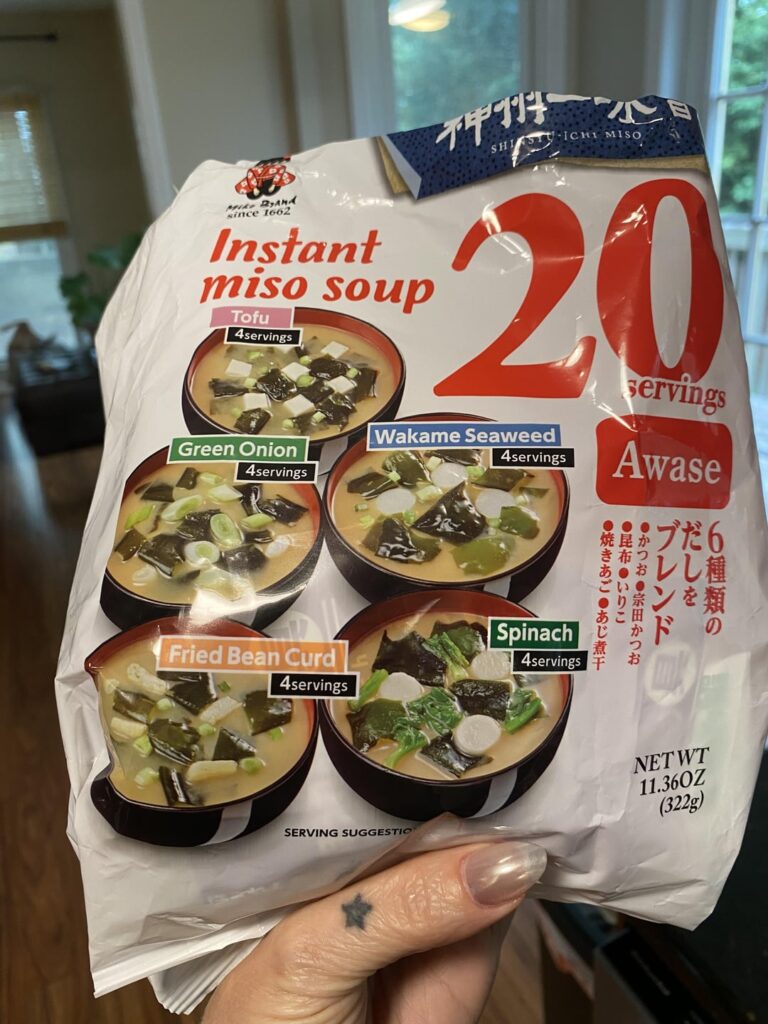 神州一味 
SHINSYU-ICHI MISO
Miko Brand
since 1662
Instant
miso soup
20
servings
Awase
Tofu
4servings
Green Onion
4servings
Wakame Seaweed
4servings
Fried Bean Curd
4servings
Spinach
4servings
6種類の
だしを
ブレンド
●かつお●宗田かつお
●昆布●いりこ
●焼きあご●あじ煮干
NET WT
11.36OZ
(322g)
SERVING SUGGESTIO